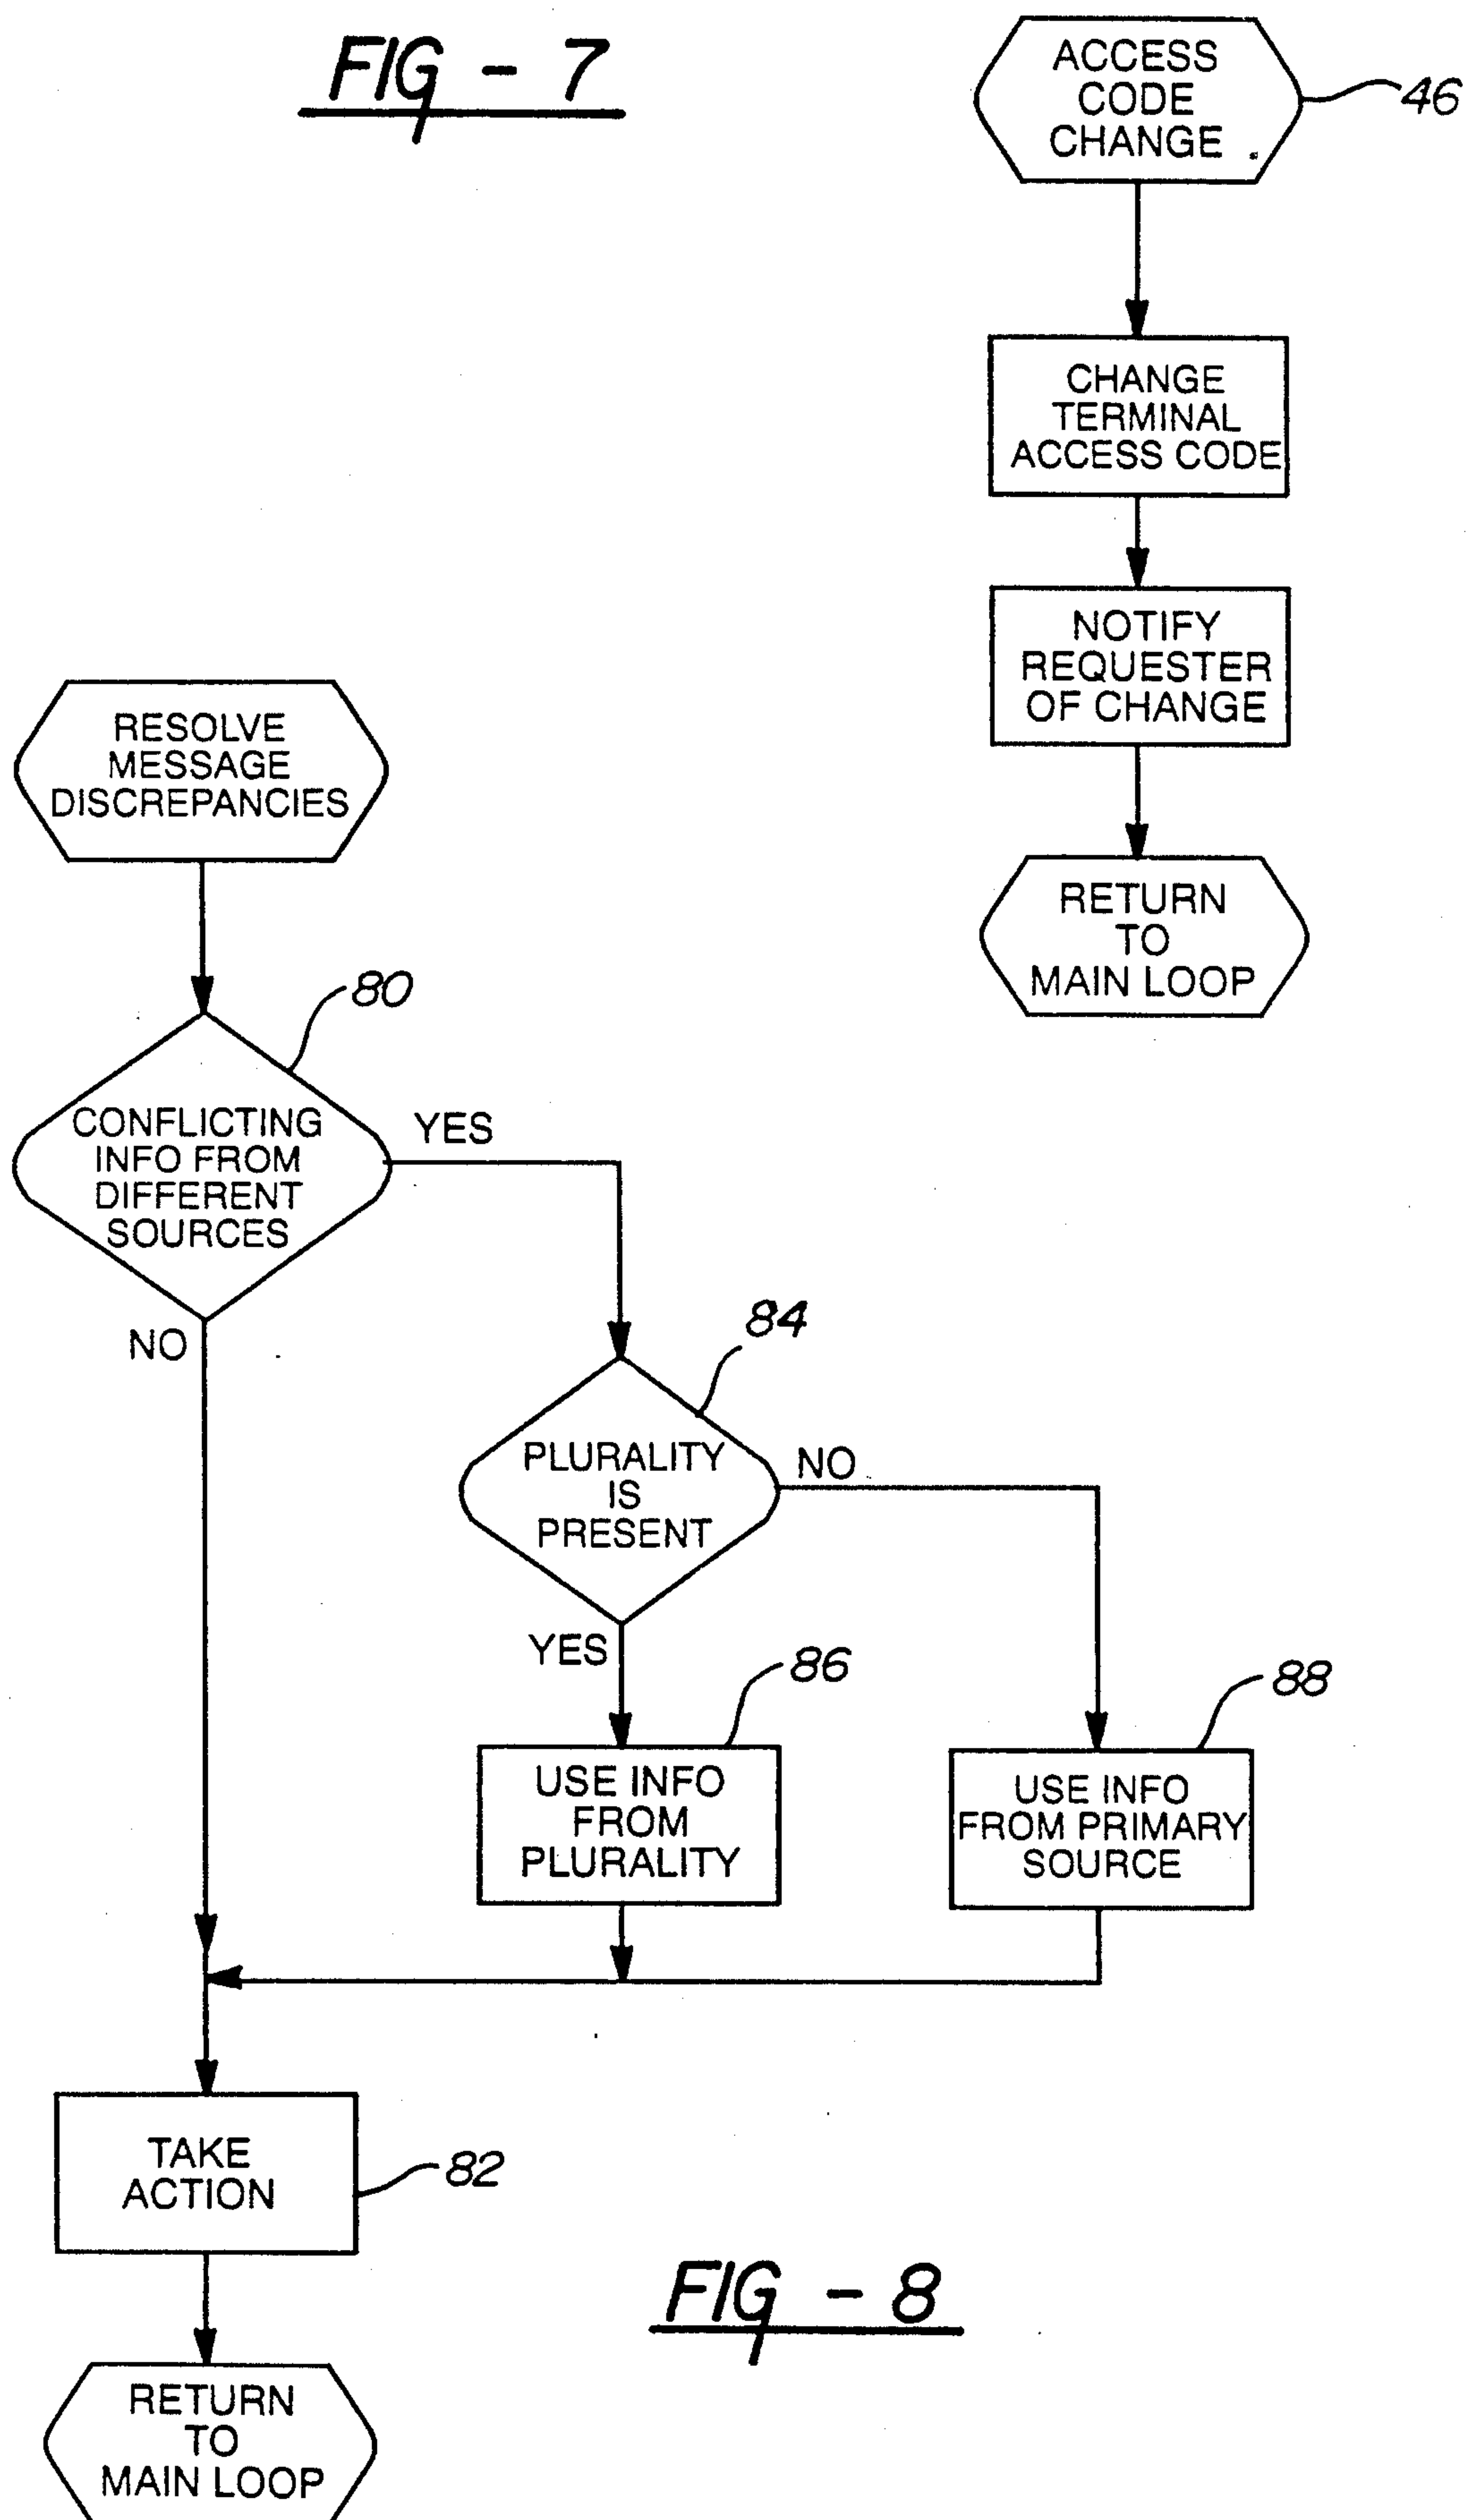 FIG - 7
ACCESS
CODE
CHANGE
46
CHANGE
TERMINAL
ACCESS CODE
NOTIFY
REQUESTER
OF CHANGE
RETURN
TO
MAIN LOOP
RESOLVE
MESSAGE
DISCREPANCIES
80
CONFLICTING
INFO FROM
DIFFERENT
SOURCES
YES
NO
84
PLURALITY
IS
PRESENT
NO
YES
86
USE INFO
FROM
PLURALITY
88
USE INFO
FROM PRIMARY
SOURCE
TAKE
ACTION
82
RETURN
TO
MAIN LOOP
FIG - 8